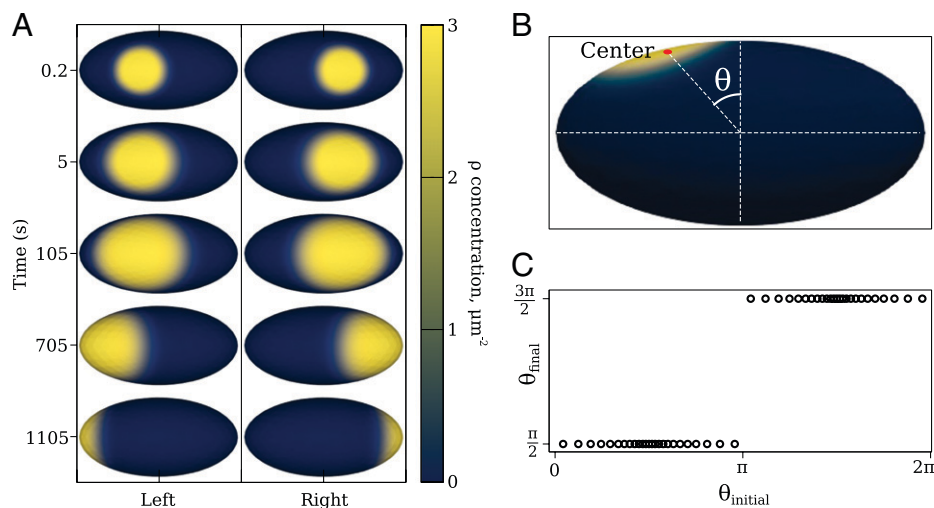 A
0.2
5
105
705
1105
Time (s)
Left
Right
3
2
1
0
ρ concentration, μm⁻²
B
Center
θ
C
3π/2
π/2
θfinal
0
π
2π
θinitial